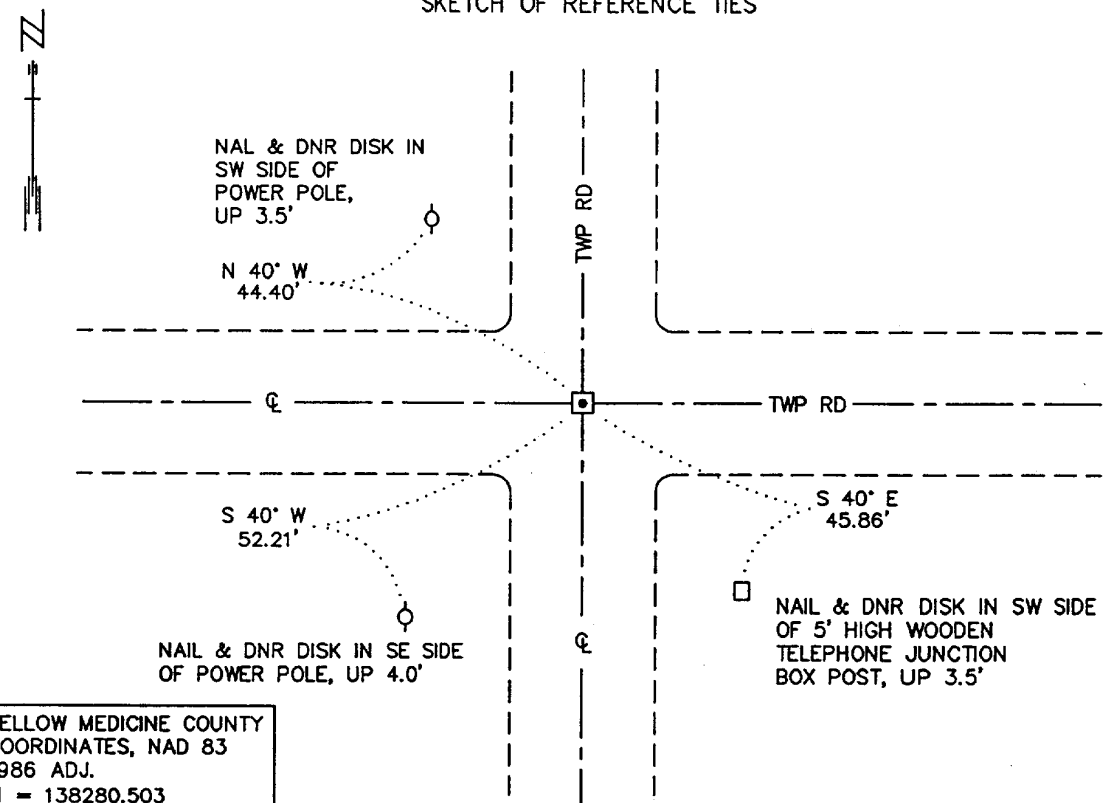 SKETCH OF REFERENCE TIES
N
NAL & DNR DISK IN
SW SIDE OF
POWER POLE,
UP 3.5'
TWP RD
N 40° W
44.40'
℄
TWP RD
S 40° W
52.21'
S 40° E
45.86'
NAIL & DNR DISK IN SE SIDE
OF POWER POLE, UP 4.0'
℄
NAIL & DNR DISK IN SW SIDE
OF 5' HIGH WOODEN
TELEPHONE JUNCTION
BOX POST, UP 3.5'
ELLOW MEDICINE COUNTY
OORDINATES, NAD 83
986 ADJ.
= 138280.503